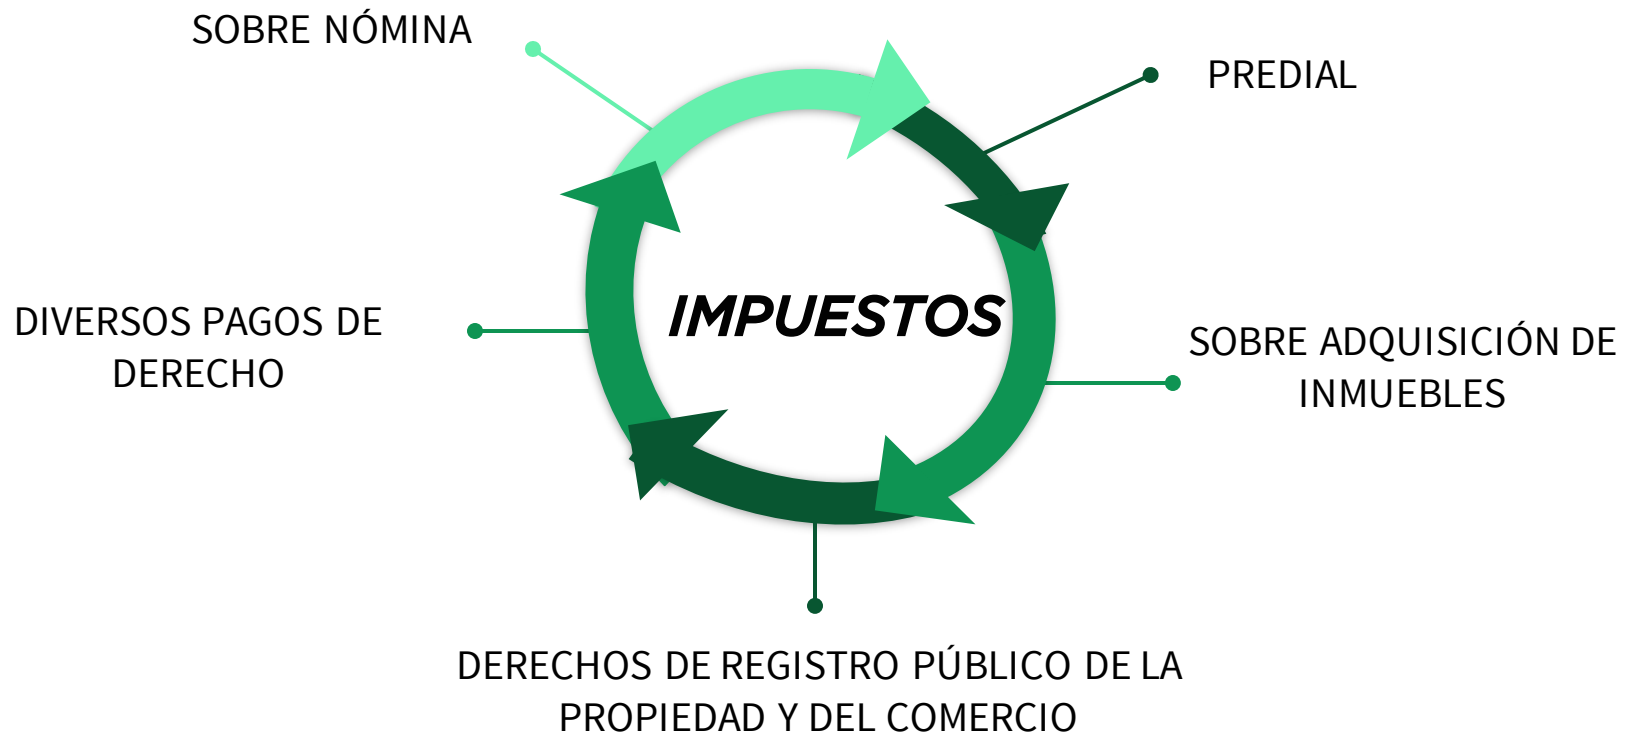 SOBRE NÓMINA
PREDIAL
IMPUESTOS
DIVERSOS PAGOS DE
DERECHO
SOBRE ADQUISICIÓN DE
INMUEBLES
DERECHOS DE REGISTRO PÚBLICO DE LA
PROPIEDAD Y DEL COMERCIO